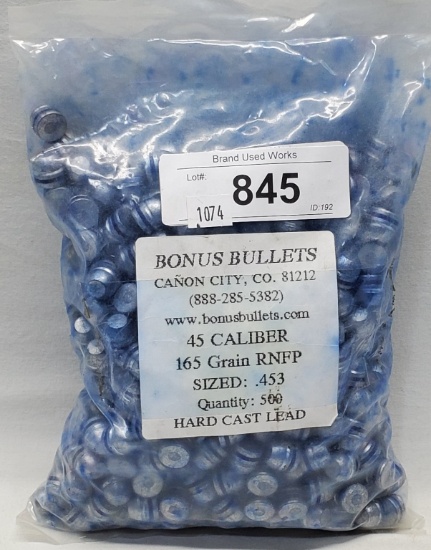 Brand Used Works
Lot#:
845
ID:192
1074
BONUS BULLETS
CAÑON CITY, CO. 81212
(888-285-5382)
www.bonusbullets.com
45 CALIBER
165 Grain RNFP
SIZED: .453
Quantity: 500
HARD CAST LEAD